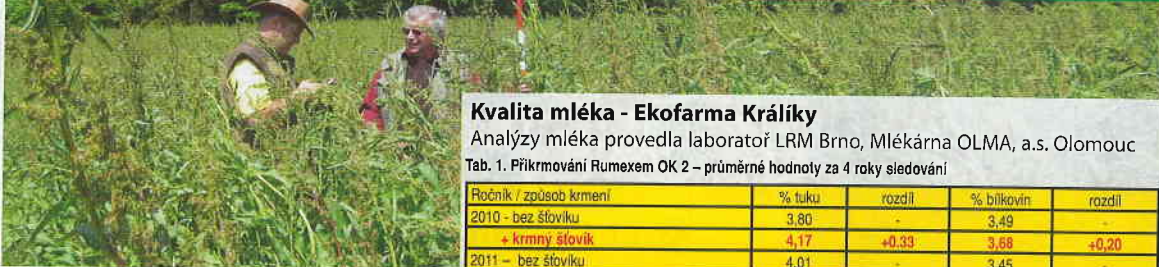 Kvalita mléka - Ekofarma Králíky
Analýzy mléka provedla laboratoř LRM Brno, Mlékárna OLMA, a.s. Olomouc
Tab. 1. Přikrmování Rumexem OK 2 – průměrné hodnoty za 4 roky sledování
Ročník / způsob krmení % tuku rozdíl % bílkovin rozdíl
2010 - bez šťovíku 3,80 - 3,49 -
+ krmný šťovík 4,17 +0.33 3,68 +0,20
2011 – bez šťovíku 4,01 - 3,45 -